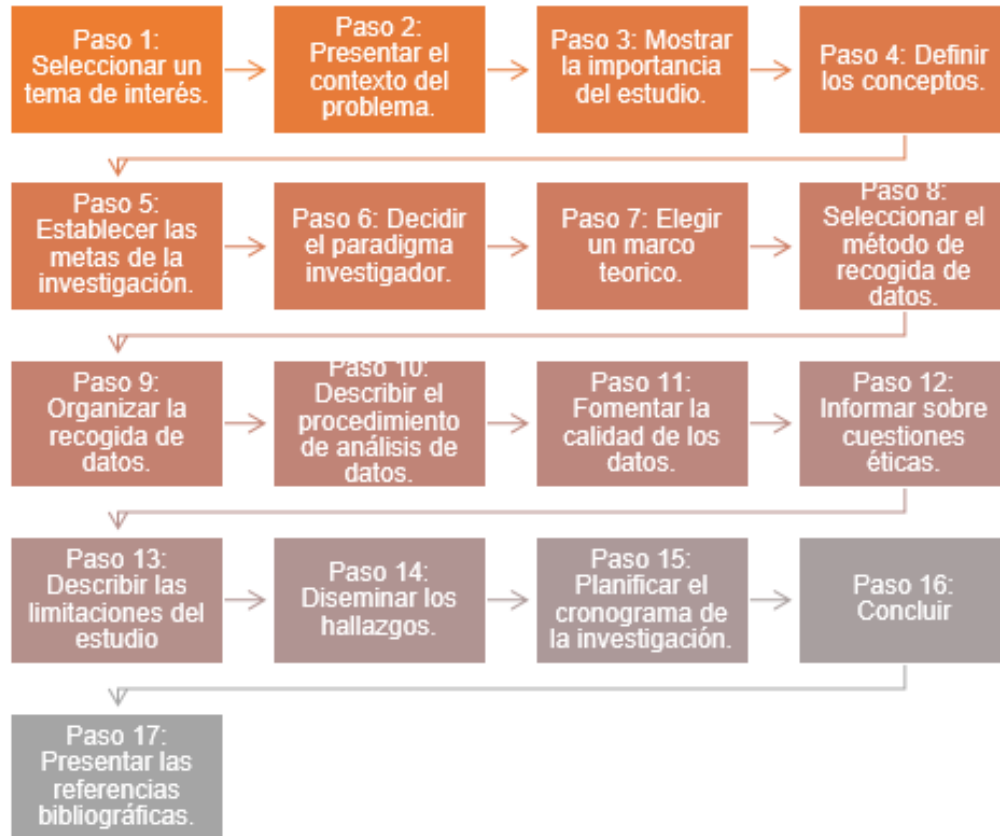 Paso 1:
Seleccionar un
tema de interés.
Paso 2:
Presentar el
contexto del
problema.
Paso 3: Mostrar
la importancia
del estudio.
Paso 4: Definir
los conceptos.
Paso 5:
Establecer las
metas de la
investigación.
Paso 6: Decidir
el paradigma
investigador.
Paso 7: Elegir
un marco
teorico.
Paso 8:
Seleccionar el
método de
recogida de
datos.
Paso 9:
Organizar la
recogida de
datos.
Paso 10:
Describir el
procedimiento
de análisis de
datos.
Paso 11:
Fomentar la
calidad de los
datos.
Paso 12:
Informar sobre
cuestiones
éticas.
Paso 13:
Describir las
limitaciones del
estudio
Paso 14:
Diseminar los
hallazgos.
Paso 15:
Planificar el
cronograma de
la investigación.
Paso 16:
Concluir
Paso 17:
Presentar las
referencias
bibliográficas.